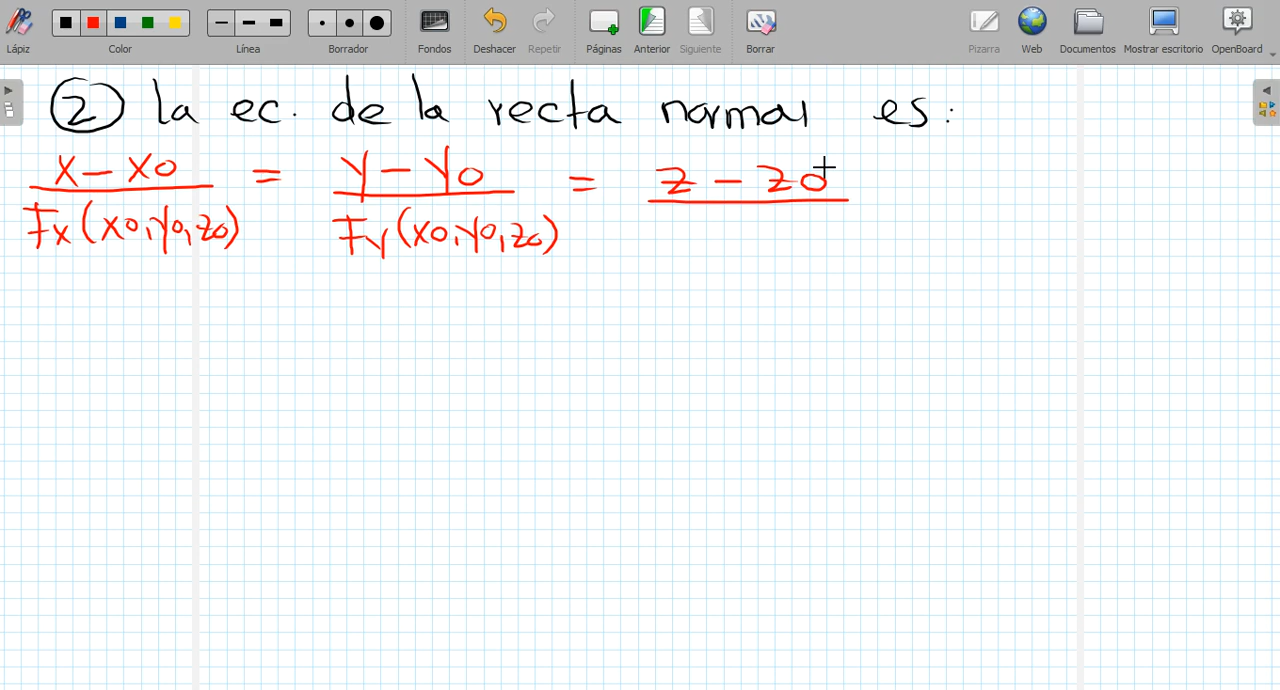 Lápiz Color Línea Borrador Fondos Deshacer Repetir Páginas Anterior Siguiente Borrar Pizarra Web Documentos Mostrar escritorio OpenBoard
2 la ec. de la recta normal es:
x - x0 = y - y0 = z - z0
Fx(x0,y0,z0) Fy(x0,y0,z0)